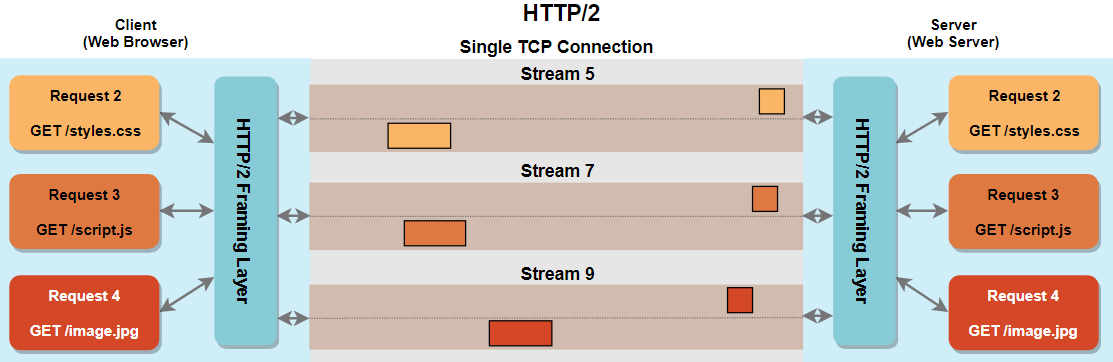 HTTP/2
Client
(Web Browser)
Server
(Web Server)
Single TCP Connection
Stream 5
Request 2
GET /styles.css
HTTP/2 Framing Layer
HTTP/2 Framing Layer
Request 2
GET /styles.css
Stream 7
Request 3
GET /script.js
Request 3
GET /script.js
Stream 9
Request 4
GET /image.jpg
Request 4
GET /image.jpg